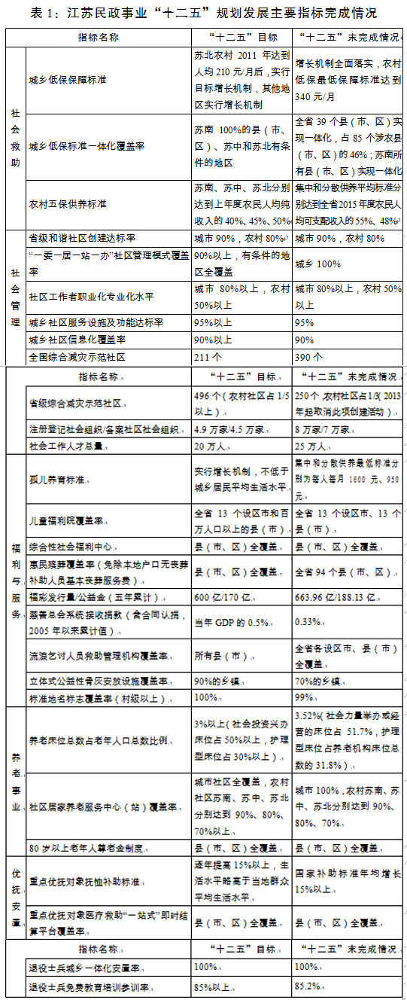 表 1：江苏民政事业“十二五”规划发展主要指标完成情况
指标名称 “十二五”目标 “十二五”末完成情况
社会救助
城乡低保保障标准
苏北农村 2011 年达到
人均 210 元/月后，实行
目标增长机制，其他地
区实行增长机制
增长机制全面落实，农村
低保最低保障标准达到
340 元/月
城乡低保标准一体化覆盖率
苏南 100%的县（市、
区）、苏中和苏北有条
件的地区
全省 39 个县（市、区）实
现一体化，占 85 个涉农县
（市、区）的 46%；苏南所
有县（市、区）实现一体化
农村五保供养标准
苏南、苏中、苏北分别
达到上年度农民人均纯
收入的 40%、45%、50%
集中和分散供养平均标准分
别达到全省 2015 年度农民人
均可支配收入的 55%、48%
社会管理
省级和谐社区创建达标率
城市 90%，农村 80%
城市 90%，农村 80%
“一委一居一站一办”社区管理模式覆盖
率
90%以上，有条件的地
区全覆盖
城乡 100%
社区工作者职业化专业化水平
城市 80%以上，农村
50%以上
城市 80%以上，农村 50%
以上
城乡社区服务设施及功能达标率
95%以上
95%
城乡社区信息化覆盖率
90%以上
90%
全国综合减灾示范社区
211 个
390 个
指标名称 “十二五”目标 “十二五”末完成情况
省级综合减灾示范社区
496 个（农村社区占 1/5
以上）
250 个，农村社区占 1/3（2013
年起取消此项创建活动）
注册登记社会组织/备案社区社会组织
4.9 万家/4.5 万家
8 万家/7 万家
社会工作人才总量
20 万人
25 万人
福利与服务
孤儿养育标准
实行增长机制，不低于
城乡居民平均生活水平
集中和分散供养最低标准分
别为每人每月 1600 元、950
元
儿童福利院覆盖率
全省 13 个设区市和百
万人口以上的县（市）
全省 13 个设区市、13 个
县（市）
综合性社会福利中心
县（市、区）全覆盖
县（市、区）全覆盖
惠民殡葬覆盖率（免除本地户口无丧葬
补助人员基本丧葬服务费）
县（市、区）全覆盖
全省 94 个县（市、区）
福彩发行量/公益金（五年累计）
600 亿/170 亿
663.96 亿/188.13 亿
慈善总会系统接收捐款（含合同认捐，
2005 年以来累计值）
当年 GDP 的 0.5%
0.33%
流浪乞讨人员救助管理机构覆盖率
所有县（市）
全省各设区市、县（市）
全覆盖
立体式公益性骨灰安放设施覆盖率
90%的乡镇
70%的乡镇
标准地名标志覆盖率（村级以上）
100%
99%
养老事业
养老床位总数占老年人口总数比例
3%以上（社会投资兴办
床位占 50%以上，护理
型床位占 30%以上）
3.52%（社会力量举办或
经营的床位占 51.7%，护理
型床位占养老机构床位总
数的 31.8%）
社区居家养老服务中心（站）覆盖率
城市社区全覆盖，农村
社区苏南、苏中、苏北
分别达到 90%、80%、
70%以上
城市 100%，农村苏南、苏
中、苏北分别达到 90%、
80%、70%
80 岁以上老年人尊老金制度
县（市、区）全覆盖
县（市、区）全覆盖
优抚安置
重点优抚对象抚恤补助标准
逐年提高 15%以上，生
活水平略高于当地群众
平均生活水平
国家补助标准年均增长
15%以上
重点优抚对象医疗救助“一站式”即时结
算平台覆盖率
县（市、区）全覆盖
县（市、区）全覆盖
指标名称 “十二五”目标 “十二五”末完成情况
退役士兵城乡一体化安置率
100%
100%
退役士兵免费教育培训参训率
85%以上
85.2%